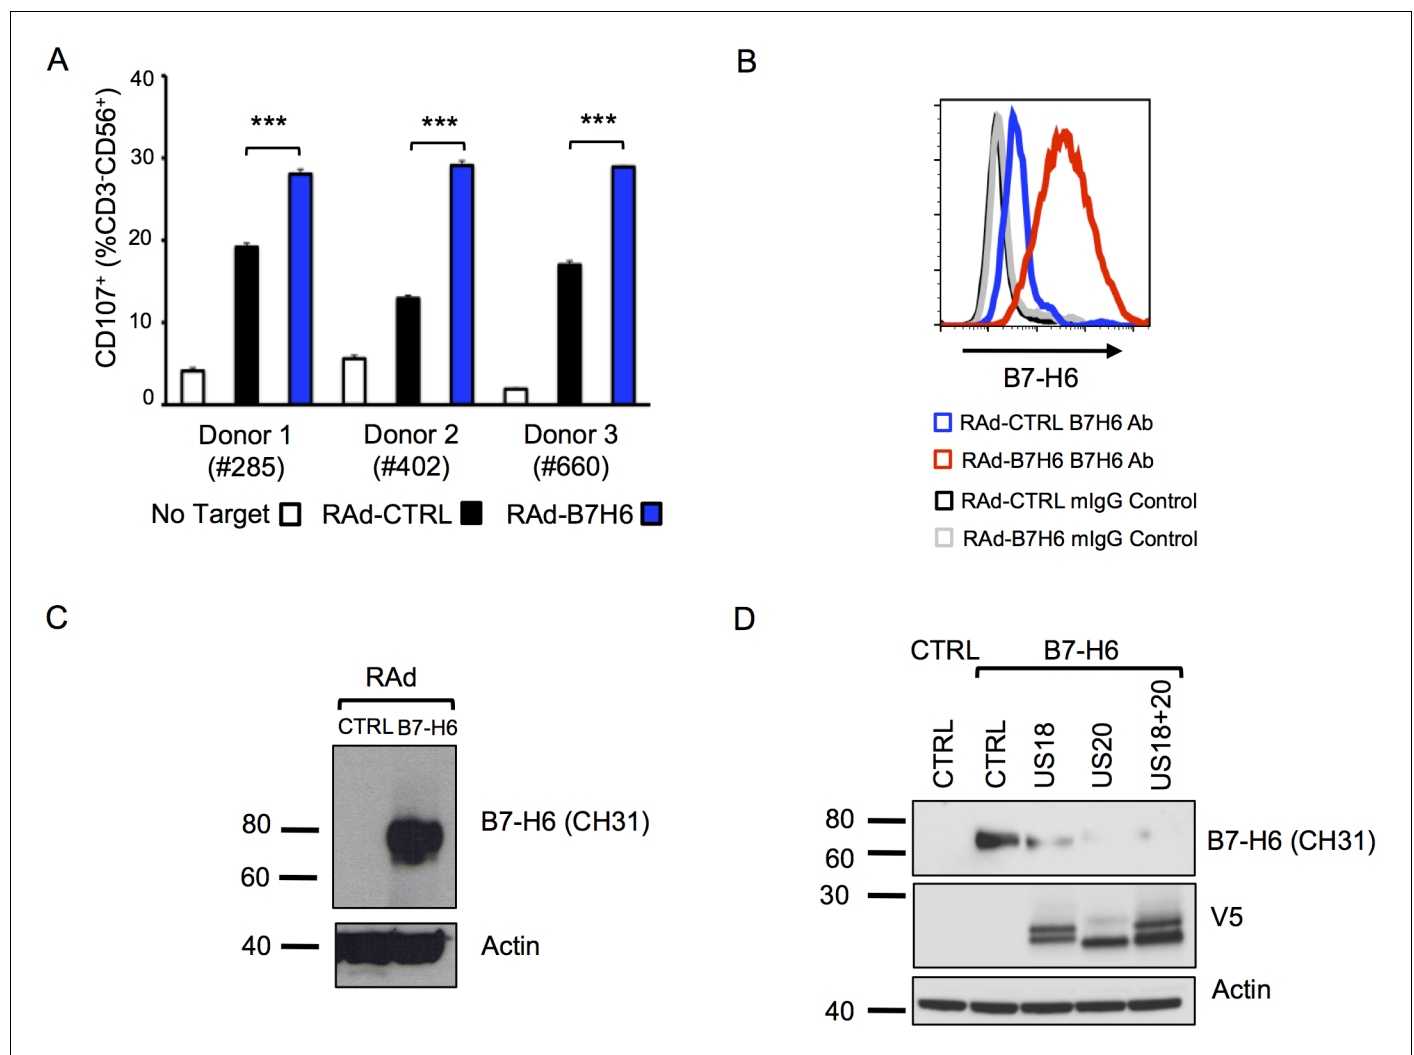 A
CD107⁺ (%CD3⁻CD56⁺)
40
30
20
10
0
***
***
***
Donor 1
(#285)
Donor 2
(#402)
Donor 3
(#660)
No Target
RAd-CTRL
RAd-B7H6
B
B7-H6
RAd-CTRL B7H6 Ab
RAd-B7H6 B7H6 Ab
RAd-CTRL mIgG Control
RAd-B7H6 mIgG Control
C
RAd
CTRL B7-H6
80
60
B7-H6 (CH31)
40
Actin
D
CTRL
B7-H6
CTRL
CTRL
US18
US20
US18+20
80
60
B7-H6 (CH31)
30
V5
40
Actin